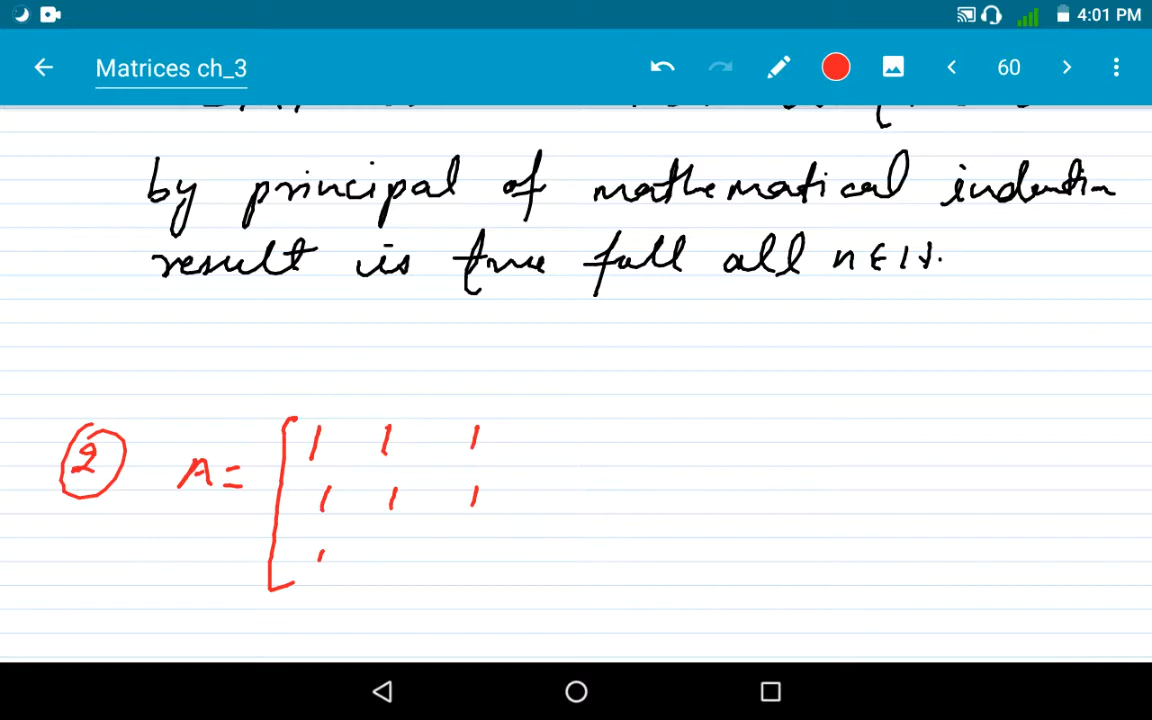 4:01 PM
Matrices ch_3
60
by principal of mathematical induction
result is true fall all n ∈ N.
② A = [ 1 1 1
1 1 1
1